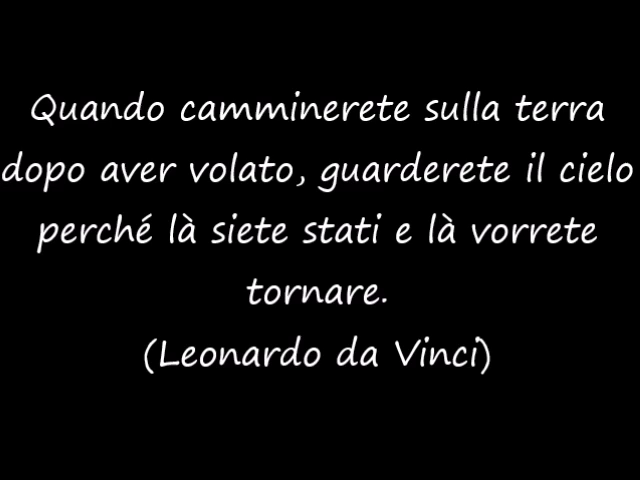 Quando camminerete sulla terra
dopo aver volato, guarderete il cielo
perché là siete stati e là vorrete
tornare.
(Leonardo da Vinci)